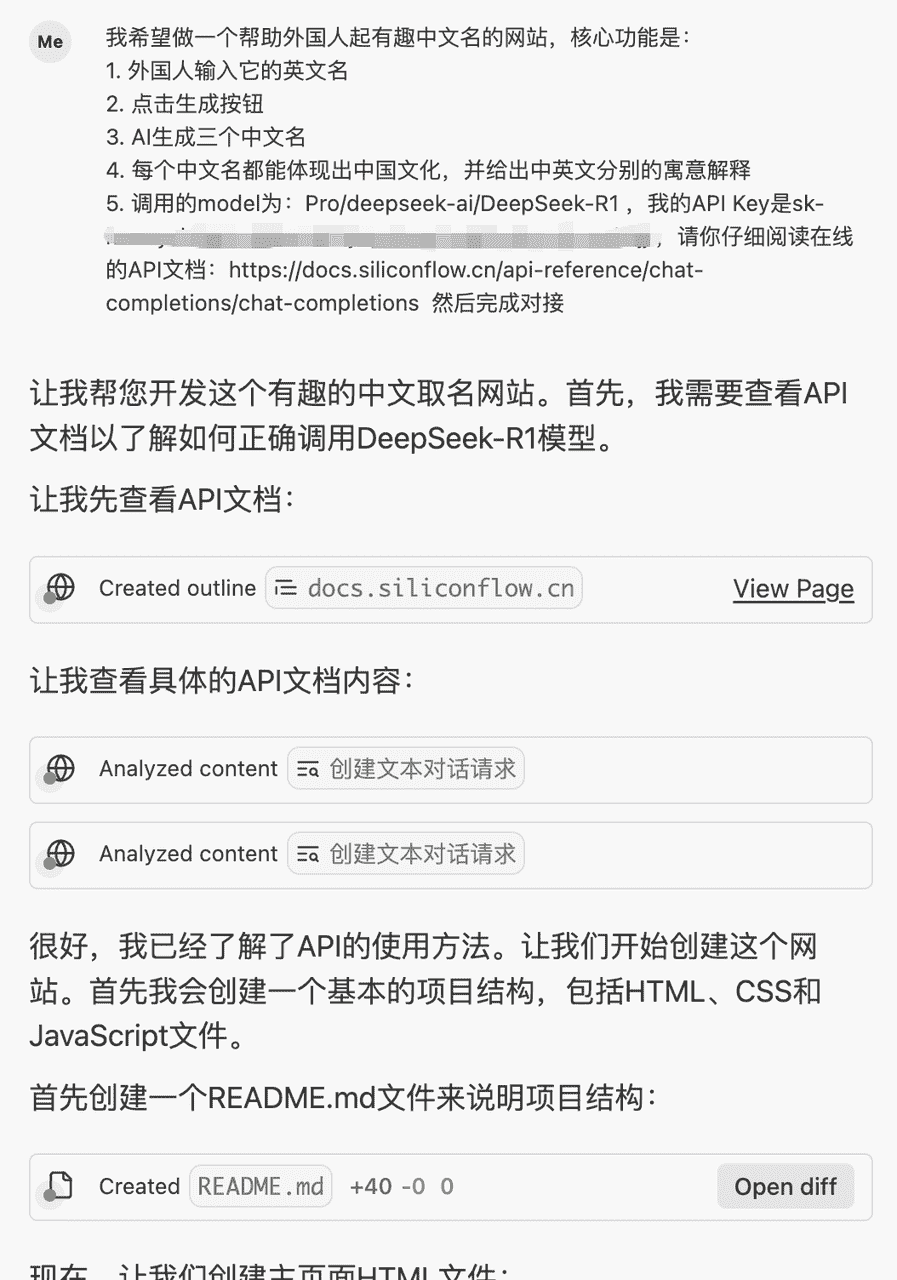 Me
我希望做一个帮助外国人起有趣中文名的网站，核心功能是：
1. 外国人输入它的英文名
2. 点击生成按钮
3. AI生成三个中文名
4. 每个中文名都能体现出中国文化，并给出中英文分别的寓意解释
5. 调用的model为：Pro/deepseek-ai/DeepSeek-R1 ，我的API Key是sk-
，请你仔细阅读在线
的API文档：https://docs.siliconflow.cn/api-reference/chat-
completions/chat-completions 然后完成对接
让我帮您开发这个有趣的中文取名网站。首先，我需要查看API
文档以了解如何正确调用DeepSeek-R1模型。
让我先查看API文档：
Created outline docs.siliconflow.cn View Page
让我查看具体的API文档内容：
Analyzed content 创建文本对话请求
Analyzed content 创建文本对话请求
很好，我已经了解了API的使用方法。让我们开始创建这个网
站。首先我会创建一个基本的项目结构，包括HTML、CSS和
JavaScript文件。
首先创建一个README.md文件来说明项目结构：
Created README.md +40 -0 0 Open diff
现在，让我们创建主页面HTML文件：